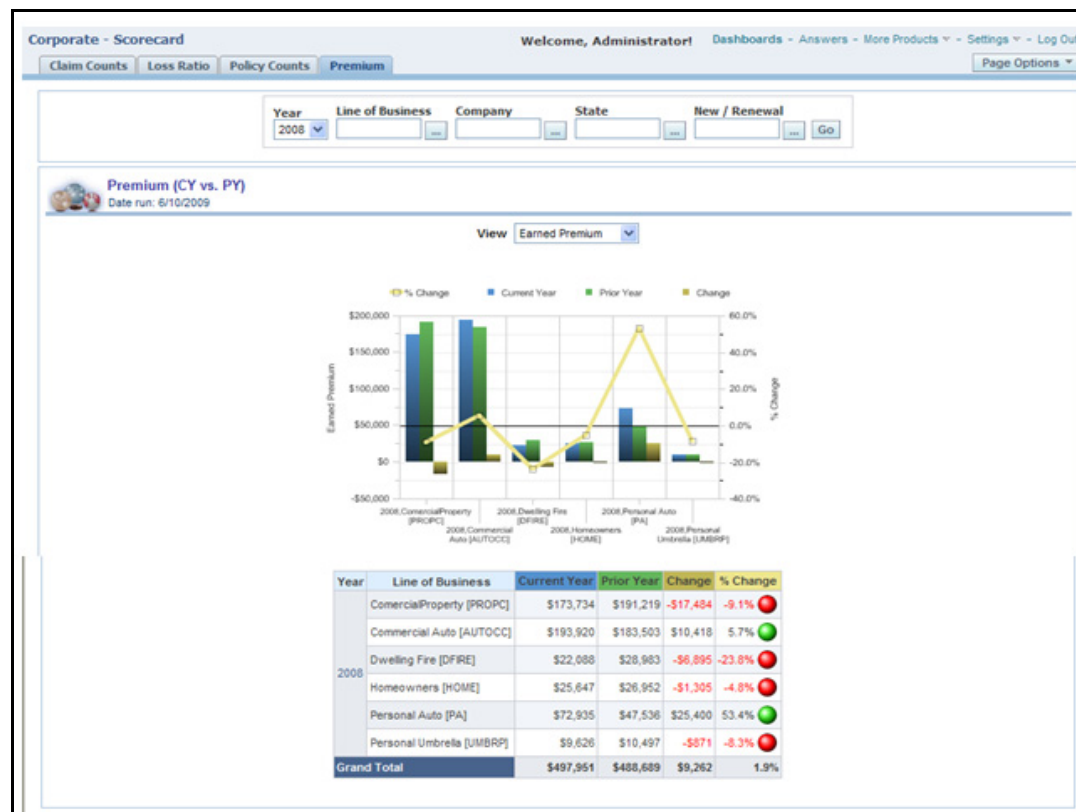 Corporate - Scorecard
Welcome, Administrator!
Dashboards - Answers - More Products - Settings - Log Out
Claim Counts
Loss Ratio
Policy Counts
Premium
Page Options
Year
Line of Business
Company
State
New / Renewal
2008
...
...
...
...
Go
Premium (CY vs. PY)
Date run: 6/10/2009
View Earned Premium
% Change
Current Year
Prior Year
Change
$200,000
$150,000
$100,000
$50,000
$0
-$50,000
Earned Premium
60.0%
40.0%
20.0%
0.0%
-20.0%
-40.0%
% Change
2008,ComercialProperty
[PROPC]
2008,Commercial
Auto [AUTOCC]
2008,Dwelling Fire
[DFIRE]
2008,Homeowners
[HOME]
2008,Personal Auto
[PA]
2008,Personal
Umbrella [UMBRP]
Year Line of Business Current Year Prior Year Change % Change
2008
ComercialProperty [PROPC] $173,734 $191,219 -$17,484 -9.1%
Commercial Auto [AUTOCC] $193,920 $183,503 $10,418 5.7%
Dwelling Fire [DFIRE] $22,088 $28,983 -$6,895 -23.8%
Homeowners [HOME] $25,647 $26,952 -$1,305 -4.8%
Personal Auto [PA] $72,935 $47,536 $25,400 53.4%
Personal Umbrella [UMBRP] $9,626 $10,497 -$871 -8.3%
Grand Total $497,951 $488,689 $9,262 1.9%